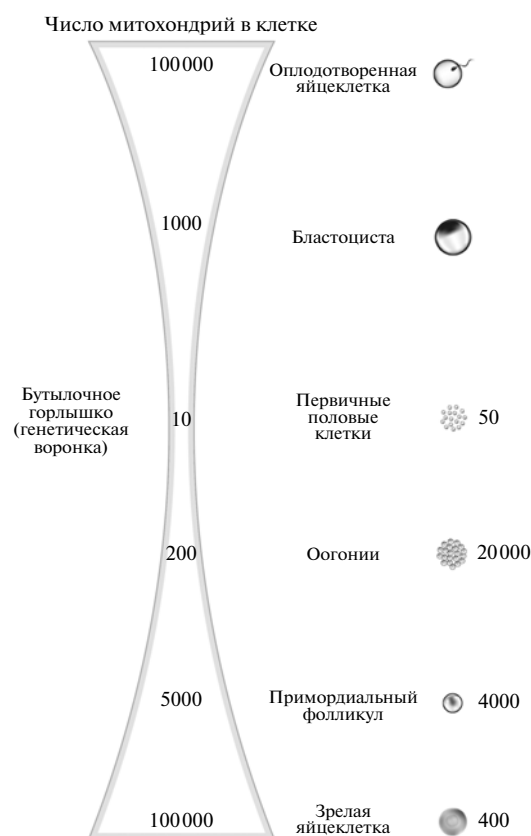 Число митохондрий в клетке
100 000
Оплодотворенная
яйцеклетка
1000
Бластоциста
Бутылочное
горлышко
(генетическая
воронка)
10
Первичные
половые
клетки
50
200
Оогонии
20 000
5000
Примордиальный
фолликул
4000
100 000
Зрелая
яйцеклетка
400